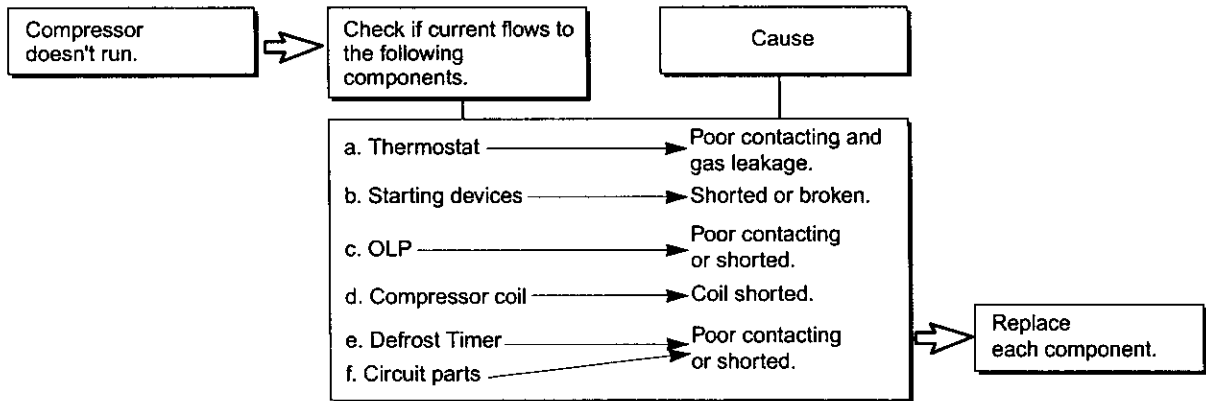 Compressor
doesn't run.
Check if current flows to
the following
components.
Cause
a. Thermostat
Poor contacting and
gas leakage.
b. Starting devices
Shorted or broken.
c. OLP
Poor contacting
or shorted.
d. Compressor coil
Coil shorted.
e. Defrost Timer
f. Circuit parts
Poor contacting
or shorted.
Replace
each component.